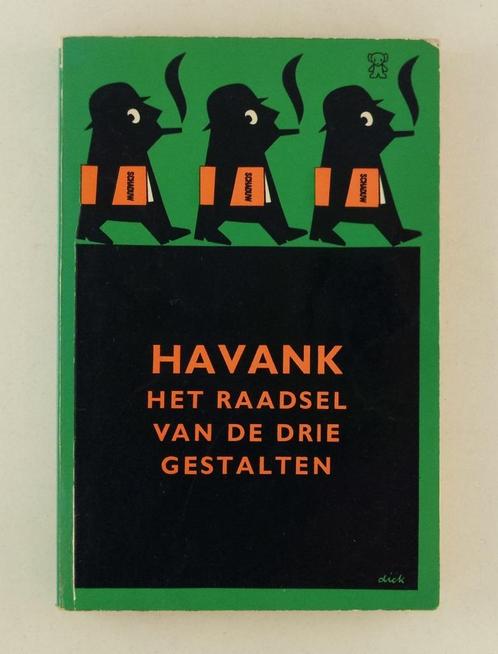 SCHADUW SCHADUW SCHADUW
HAVANK
HET RAADSEL
VAN DE DRIE
GESTALTEN
dick